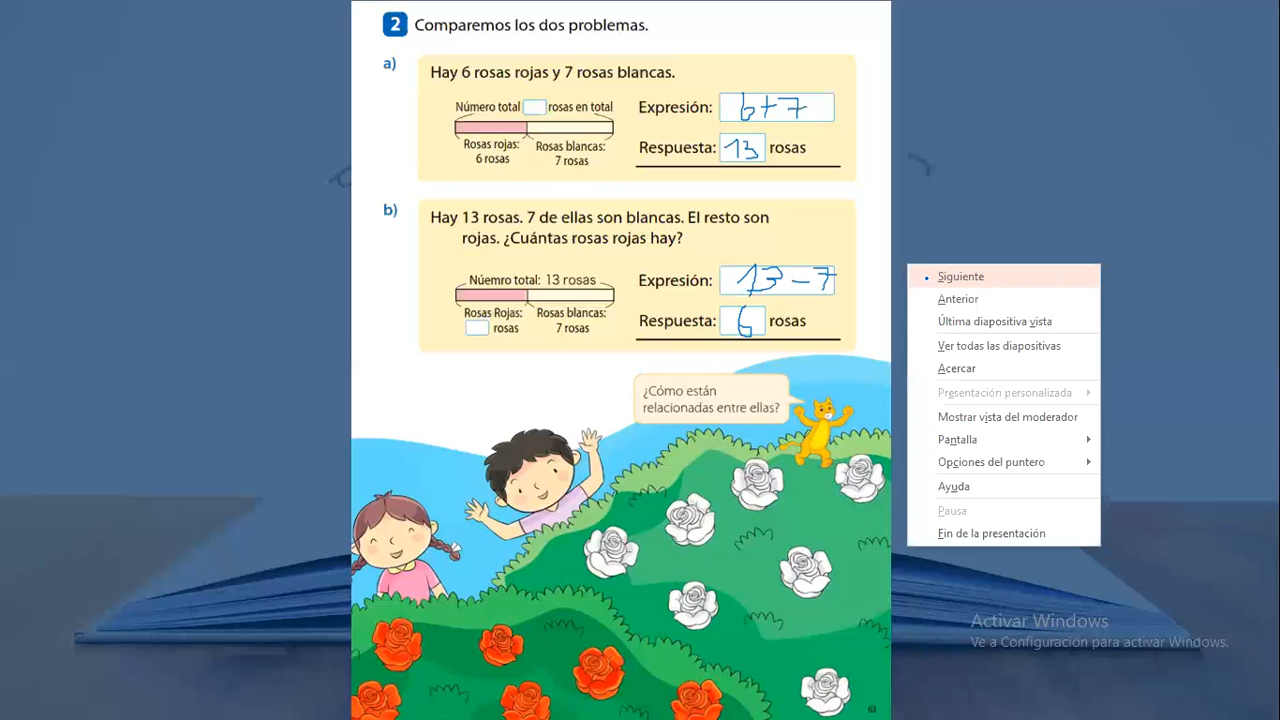 2 Comparemos los dos problemas.
a)
Hay 6 rosas rojas y 7 rosas blancas.
Número total rosas en total
Rosas rojas:
6 rosas
Rosas blancas:
7 rosas
Expresión: 6+7
Respuesta: 13 rosas
b)
Hay 13 rosas. 7 de ellas son blancas. El resto son
rojas. ¿Cuántas rosas rojas hay?
Núemro total: 13 rosas
Rosas Rojas:
rosas
Rosas blancas:
7 rosas
Expresión: 13-7
Respuesta: 6 rosas
¿Cómo están
relacionadas entre ellas?
Siguiente
Anterior
Última diapositiva vista
Ver todas las diapositivas
Acercar
Presentación personalizada
Mostrar vista del moderador
Pantalla
Opciones del puntero
Ayuda
Pausa
Fin de la presentación
Activar Windows
Ve a Configuración para activar Windows.